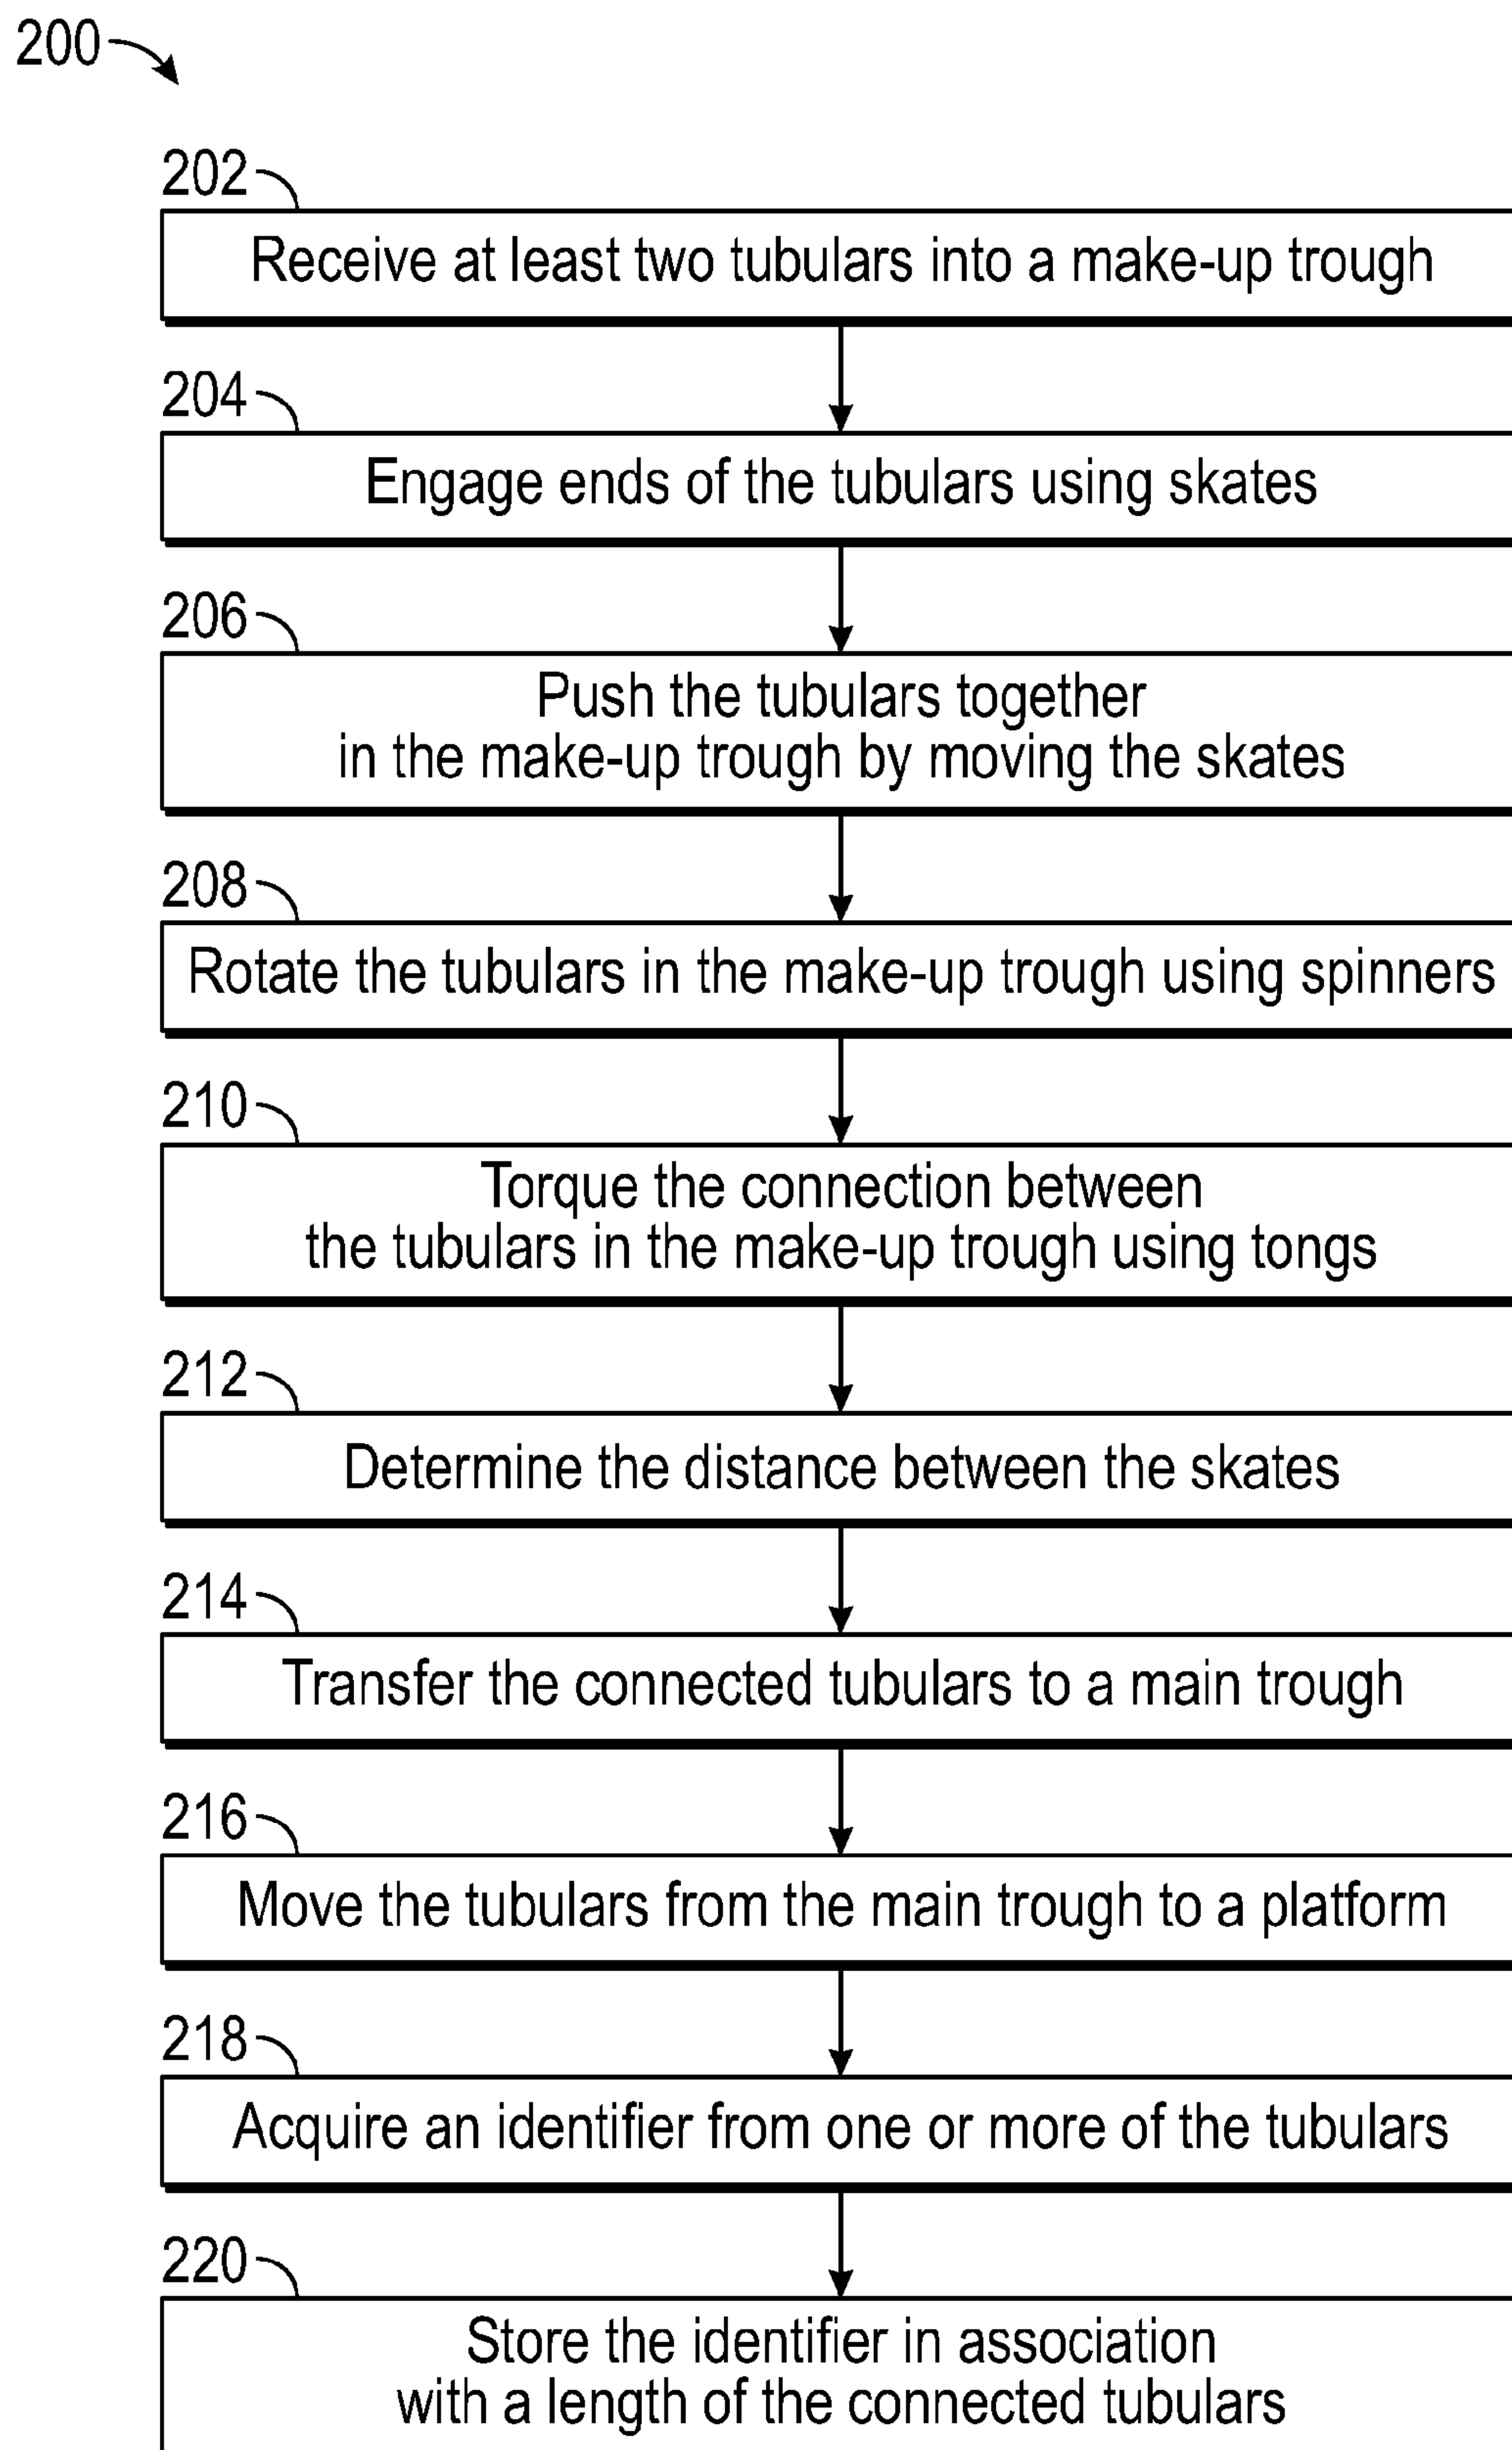 200
202
Receive at least two tubulars into a make-up trough
204
Engage ends of the tubulars using skates
206
Push the tubulars together
in the make-up trough by moving the skates
208
Rotate the tubulars in the make-up trough using spinners
210
Torque the connection between
the tubulars in the make-up trough using tongs
212
Determine the distance between the skates
214
Transfer the connected tubulars to a main trough
216
Move the tubulars from the main trough to a platform
218
Acquire an identifier from one or more of the tubulars
220
Store the identifier in association
with a length of the connected tubulars